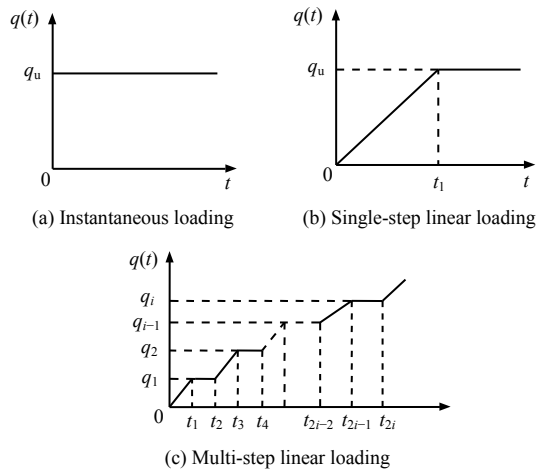 q(t)
q_u
0
t
(a) Instantaneous loading
q(t)
q_u
0
t_1
t
(b) Single-step linear loading
q(t)
q_i
q_{i−1}
q_2
q_1
0
t_1 t_2 t_3 t_4 t_{2i−2} t_{2i−1} t_{2i}
(c) Multi-step linear loading